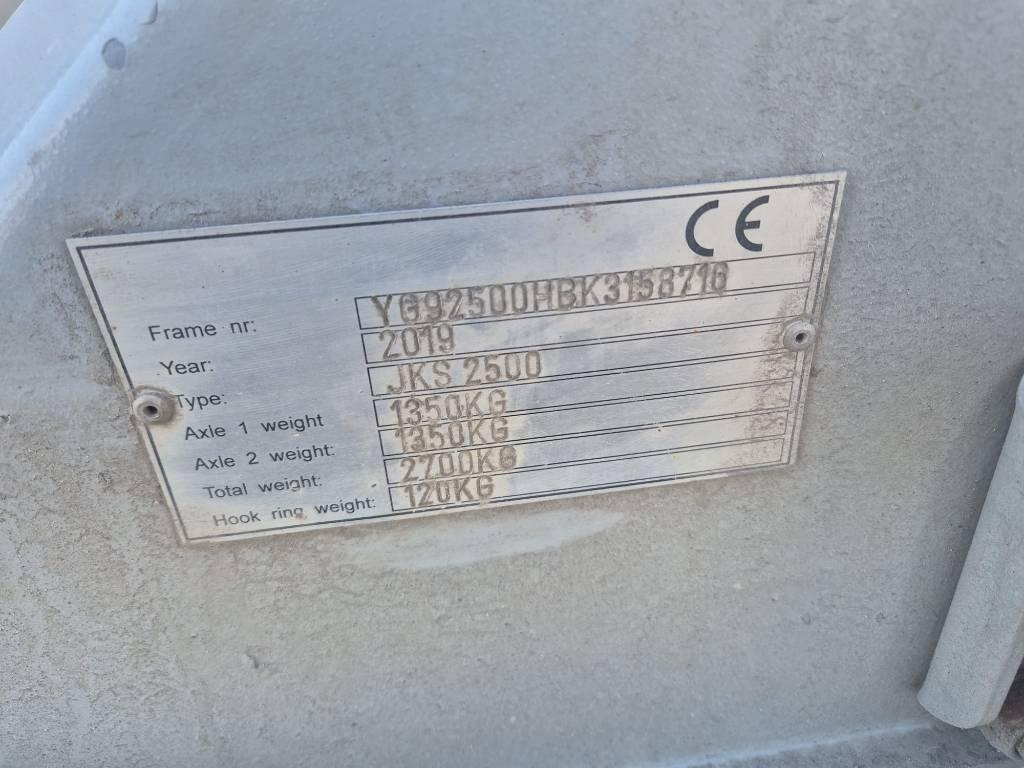 CE
Frame nr: YG92500HBK3158716
Year: 2019
Type: JKS 2500
Axle 1 weight 1350KG
Axle 2 weight: 1350KG
Total weight: 2700KG
Hook ring weight: 120KG